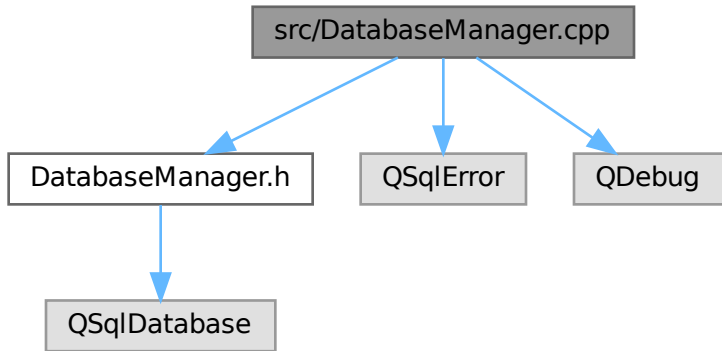 src/DatabaseManager.cpp
DatabaseManager.h
QSqlError
QDebug
QSqlDatabase